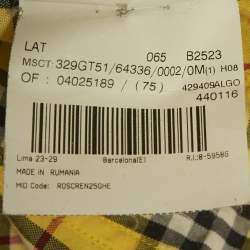 LAT 065 B2523
MSCT: 329GT51/64336/0002/0M(1) H08
OF : 04025189 / (75) 429409ALGO
440116
Lima 23-29 Barcelona(E) R.I.:8-59585
MADE IN RUMANIA
MID Code: ROSCREN25GHE